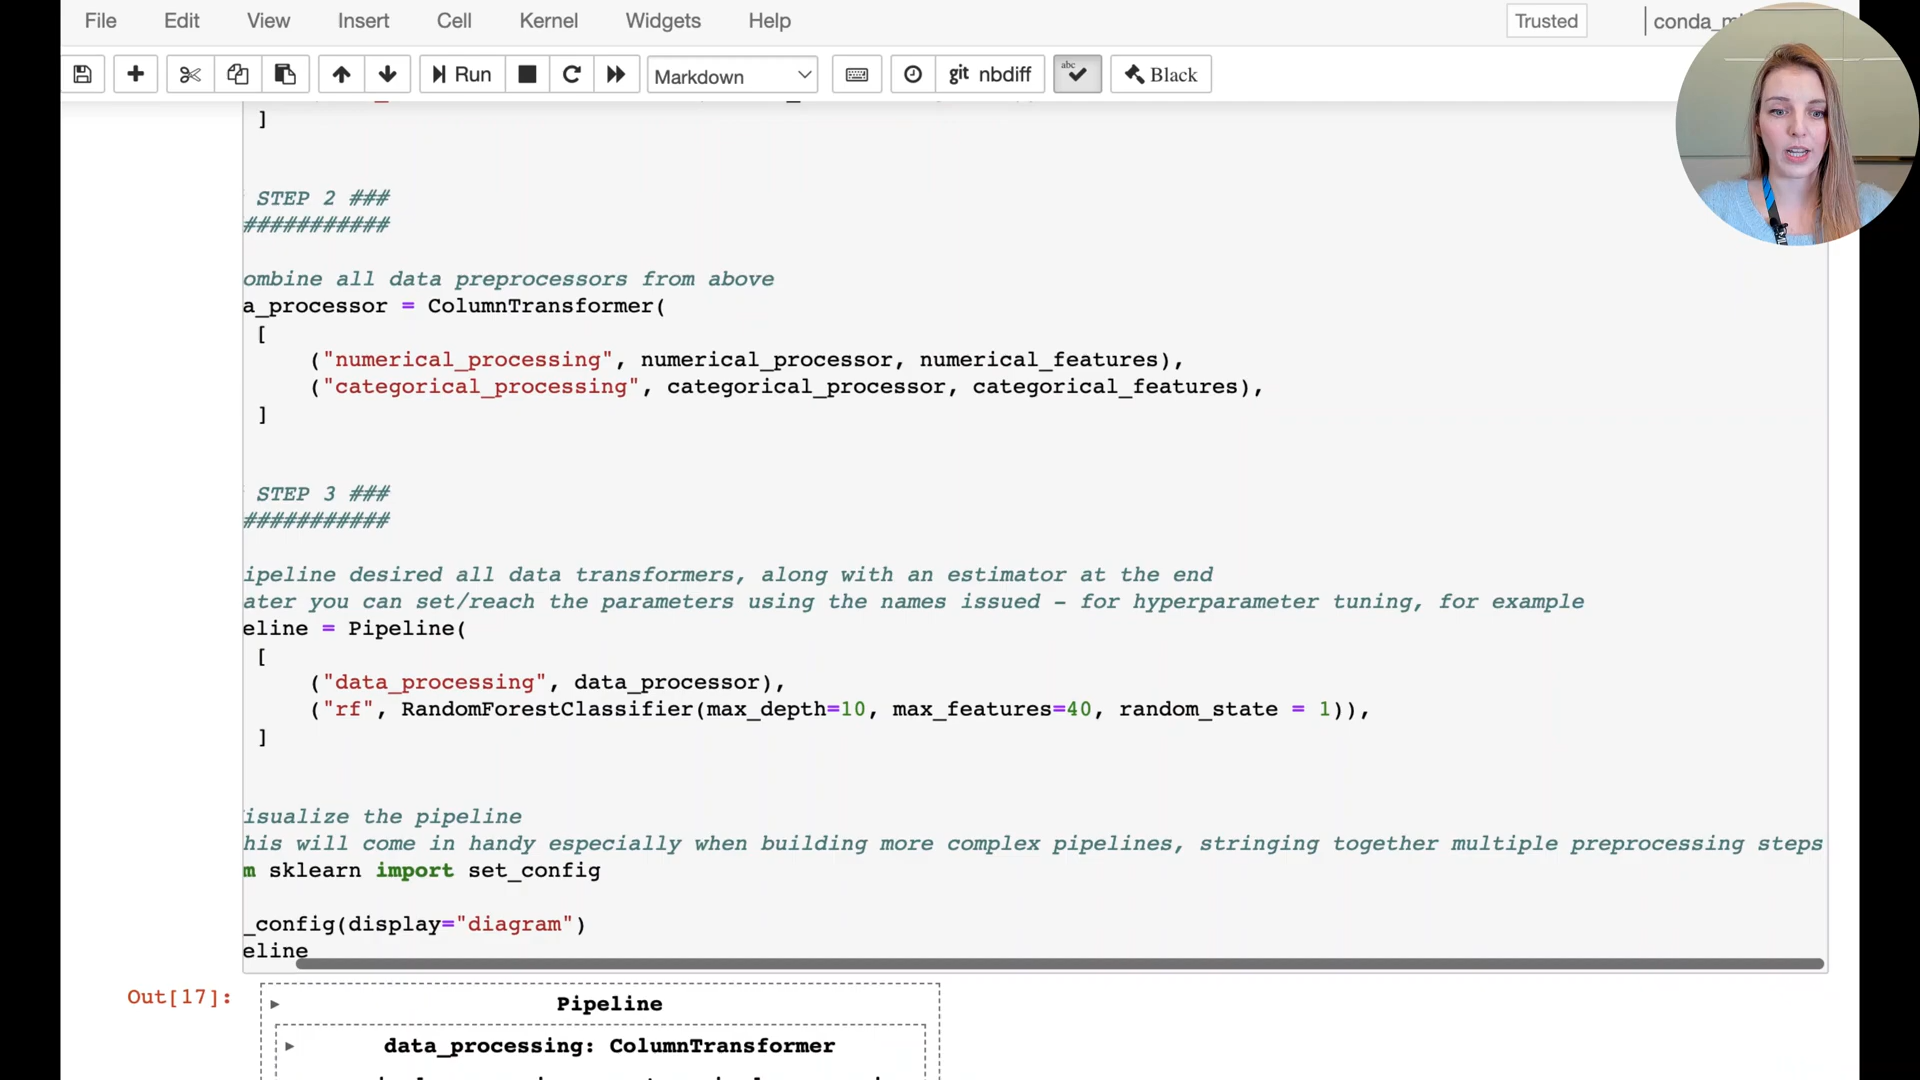 File Edit View Insert Cell Kernel Widgets Help Trusted conda_m
Run Markdown git nbdiff abc Black
]
STEP 2 ###
###########
ombine all data preprocessors from above
a_processor = ColumnTransformer(
[
("numerical_processing", numerical_processor, numerical_features),
("categorical_processing", categorical_processor, categorical_features),
]
STEP 3 ###
###########
ipeline desired all data transformers, along with an estimator at the end
ater you can set/reach the parameters using the names issued - for hyperparameter tuning, for example
eline = Pipeline(
[
("data_processing", data_processor),
("rf", RandomForestClassifier(max_depth=10, max_features=40, random_state = 1)),
]
isualize the pipeline
his will come in handy especially when building more complex pipelines, stringing together multiple preprocessing steps
m sklearn import set_config
_config(display="diagram")
eline
Out[17]:
Pipeline
data_processing: ColumnTransformer